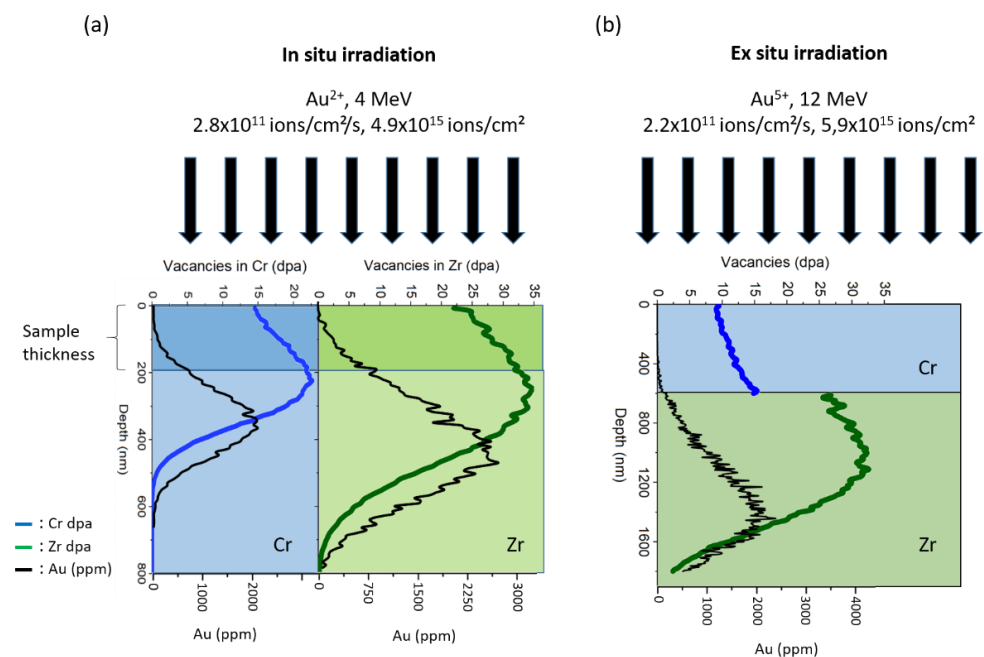 (a)
In situ irradiation
Au²⁺, 4 MeV
2.8x10¹¹ ions/cm²/s, 4.9x10¹⁵ ions/cm²
Vacancies in Cr (dpa)
0 5 10 15 20
Vacancies in Zr (dpa)
0 5 10 15 20 25 30 35
Sample
thickness
Depth (nm)
0
200
400
600
800
Cr
Zr
: Cr dpa
: Zr dpa
: Au (ppm)
0 1000 2000
Au (ppm)
0 750 1500 2250 3000
Au (ppm)
(b)
Ex situ irradiation
Au⁵⁺, 12 MeV
2.2x10¹¹ ions/cm²/s, 5,9x10¹⁵ ions/cm²
Vacancies (dpa)
0 5 10 15 20 25 30 35
Depth (nm)
0
400
800
1200
1600
Cr
Zr
0 1000 2000 3000 4000
Au (ppm)